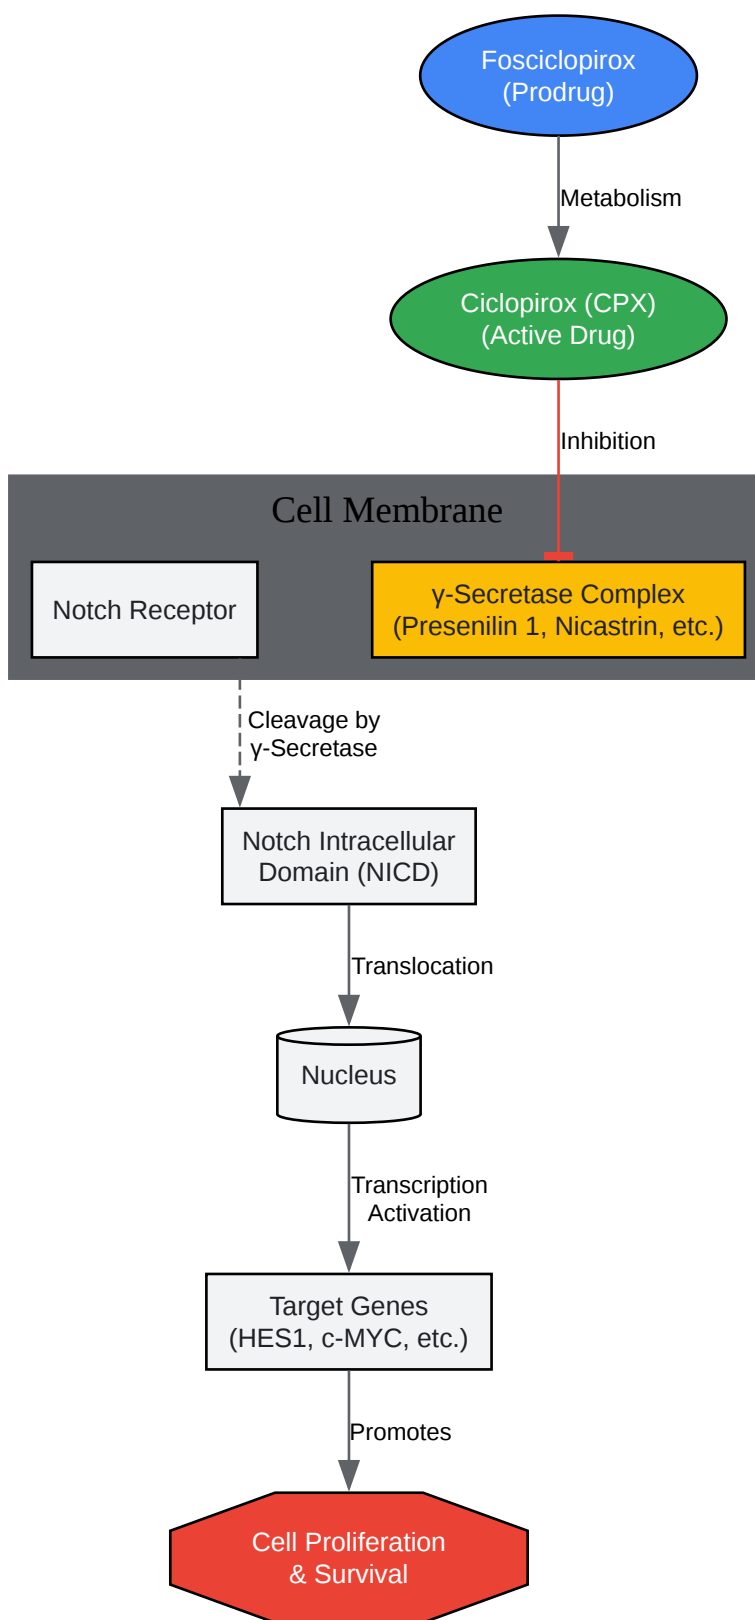 Fosciclopirox
(Prodrug)
Metabolism
Ciclopirox (CPX)
(Active Drug)
Inhibition
Cell Membrane
Notch Receptor
γ-Secretase Complex
(Presenilin 1, Nicastrin, etc.)
Cleavage by
γ-Secretase
Notch Intracellular
Domain (NICD)
Translocation
Nucleus
Transcription
Activation
Target Genes
(HES1, c-MYC, etc.)
Promotes
Cell Proliferation
& Survival